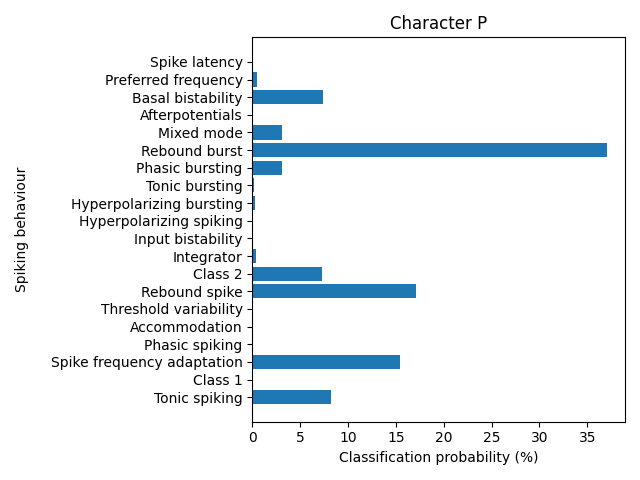 Character P
Spike latency
Preferred frequency
Basal bistability
Afterpotentials
Mixed mode
Rebound burst
Phasic bursting
Tonic bursting
Hyperpolarizing bursting
Hyperpolarizing spiking
Input bistability
Integrator
Class 2
Rebound spike
Threshold variability
Accommodation
Phasic spiking
Spike frequency adaptation
Class 1
Tonic spiking
Spiking behaviour
0 5 10 15 20 25 30 35
Classification probability (%)